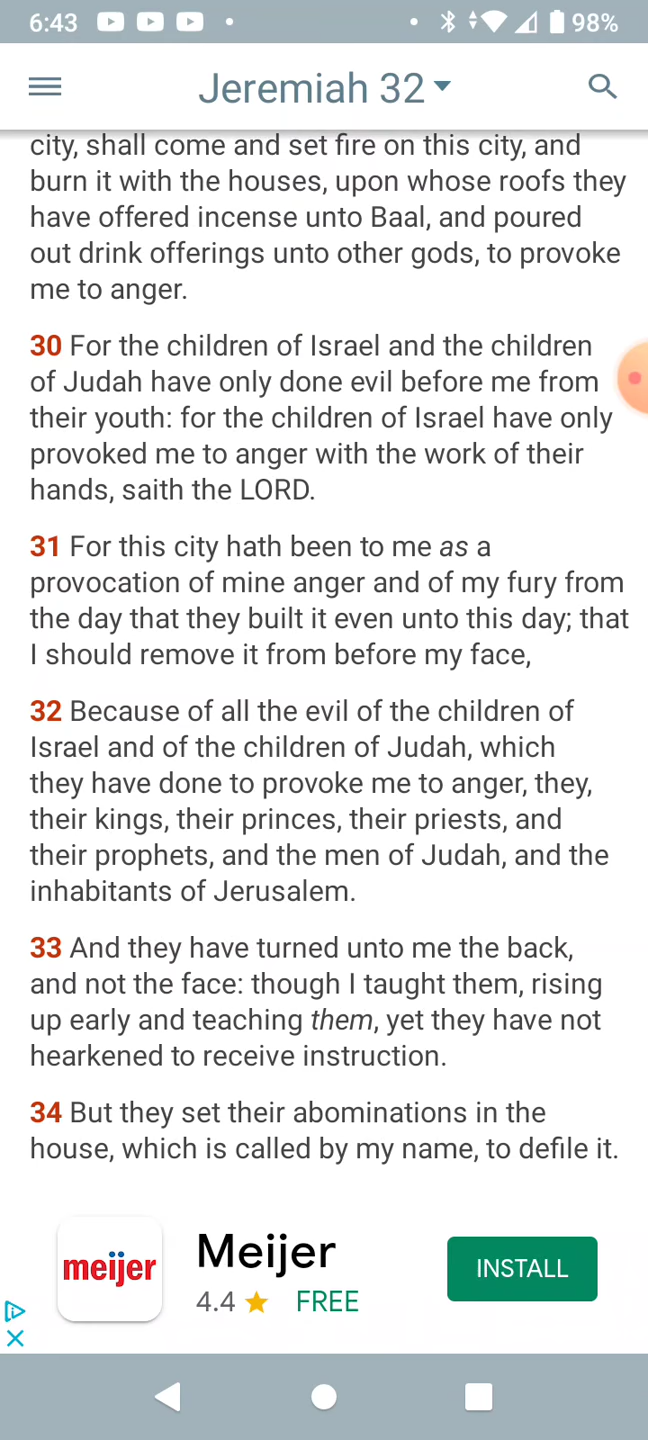 6:43
98%
Jeremiah 32
city, shall come and set fire on this city, and
burn it with the houses, upon whose roofs they
have offered incense unto Baal, and poured
out drink offerings unto other gods, to provoke
me to anger.
30 For the children of Israel and the children
of Judah have only done evil before me from
their youth: for the children of Israel have only
provoked me to anger with the work of their
hands, saith the LORD.
31 For this city hath been to me as a
provocation of mine anger and of my fury from
the day that they built it even unto this day; that
I should remove it from before my face,
32 Because of all the evil of the children of
Israel and of the children of Judah, which
they have done to provoke me to anger, they,
their kings, their princes, their priests, and
their prophets, and the men of Judah, and the
inhabitants of Jerusalem.
33 And they have turned unto me the back,
and not the face: though I taught them, rising
up early and teaching them, yet they have not
hearkened to receive instruction.
34 But they set their abominations in the
house, which is called by my name, to defile it.
meijer
Meijer
4.4 FREE
INSTALL